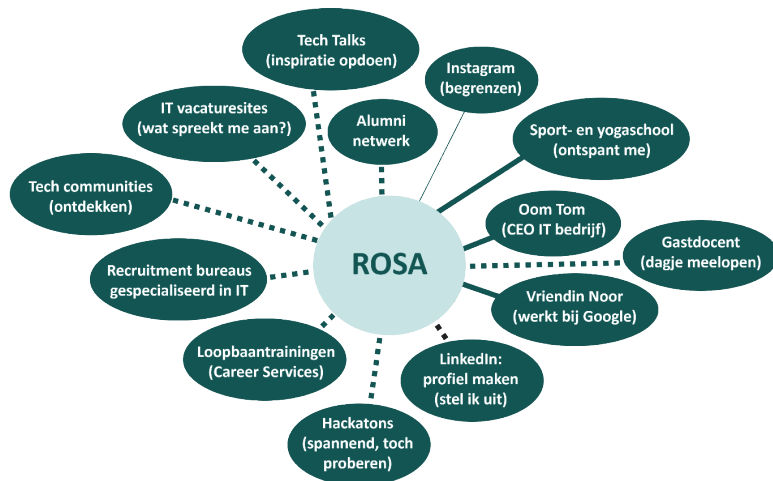 Tech Talks
(inspiratie opdoen)
Instagram
(begrenzen)
IT vacaturesites
(wat spreekt me aan?)
Alumni
netwerk
Sport- en yogaschool
(ontspant me)
Tech communities
(ontdekken)
Oom Tom
(CEO IT bedrijf)
Gastdocent
(dagje meelopen)
ROSA
Recruitment bureaus
gespecialiseerd in IT
Vriendin Noor
(werkt bij Google)
Loopbaantrainingen
(Career Services)
LinkedIn:
profiel maken
(stel ik uit)
Hackatons
(spannend, toch
proberen)